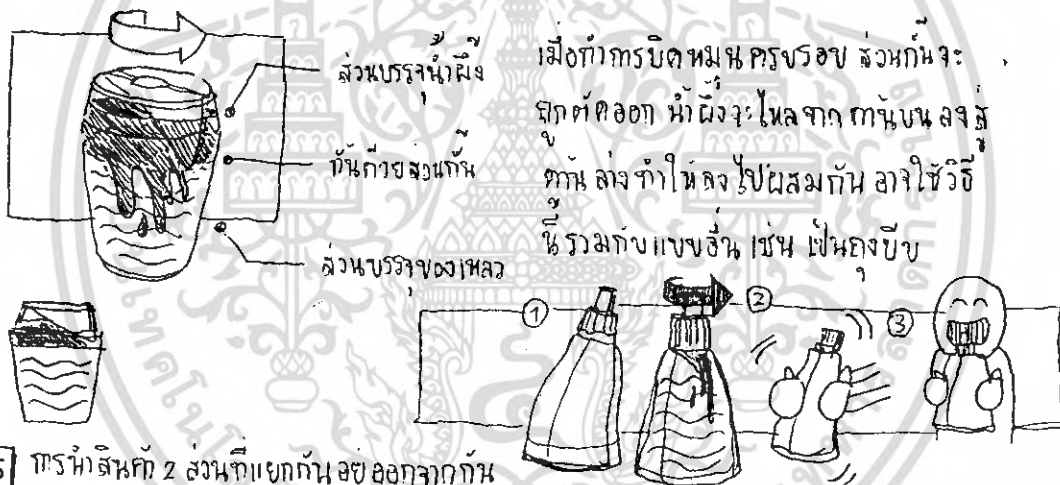 ส่วนบรรจุน้ำผึ้ง
กั้นด้วยส่วนกั้น
ส่วนบรรจุของเหลว
เมื่อทำการบิดหมุนครบรอบ ส่วนกั้นจะ
ถูกตัดออก น้ำผึ้งจะไหลจากด้านบน ลงสู่
ด้านล่างทำให้ลงไปผสมกัน อาจใช้วิธี
นี้รวมกับแบบอื่น เช่น เป็นถุงบีบ
① ② ③
5 การนำสินค้า 2 ส่วนที่แยกกันอยู่ออกจากกัน